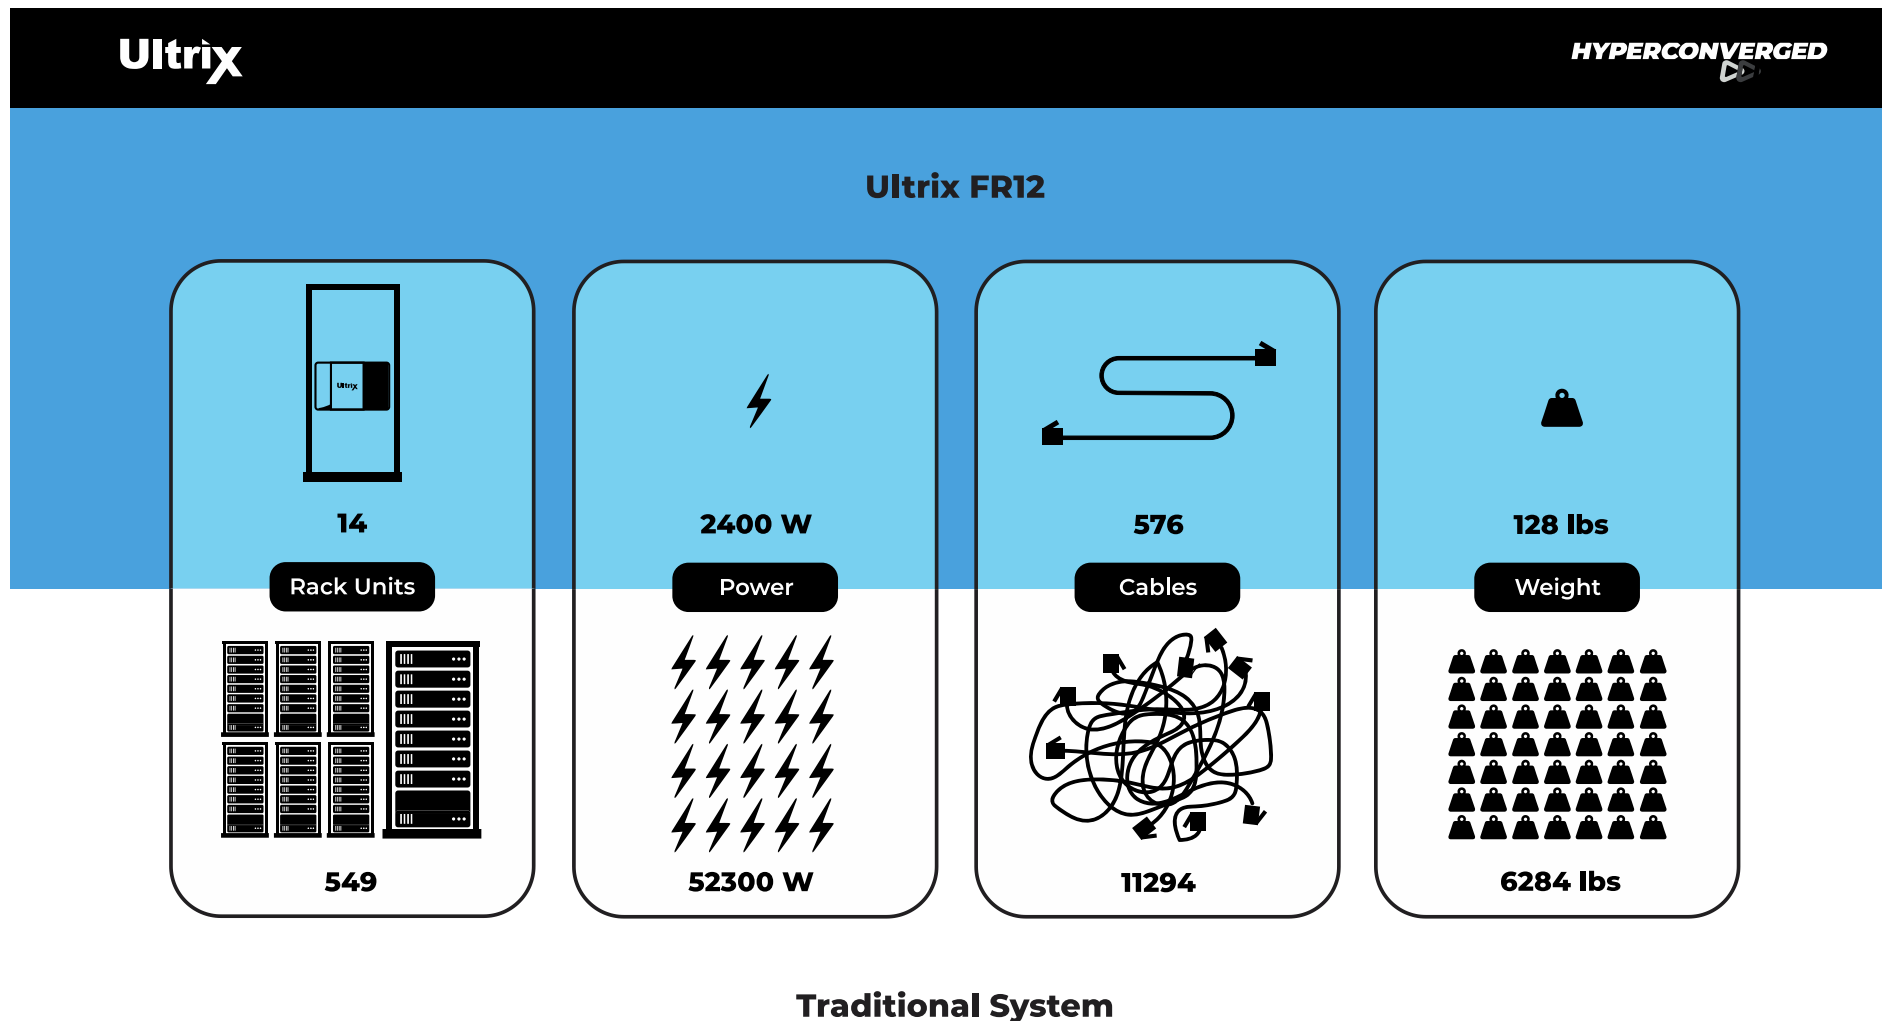 Ultrix
HYPERCONVERGED
Ultrix FR12
Ultrix
14
2400 W
576
128 lbs
Rack Units
Power
Cables
Weight
549
52300 W
11294
6284 lbs
Traditional System